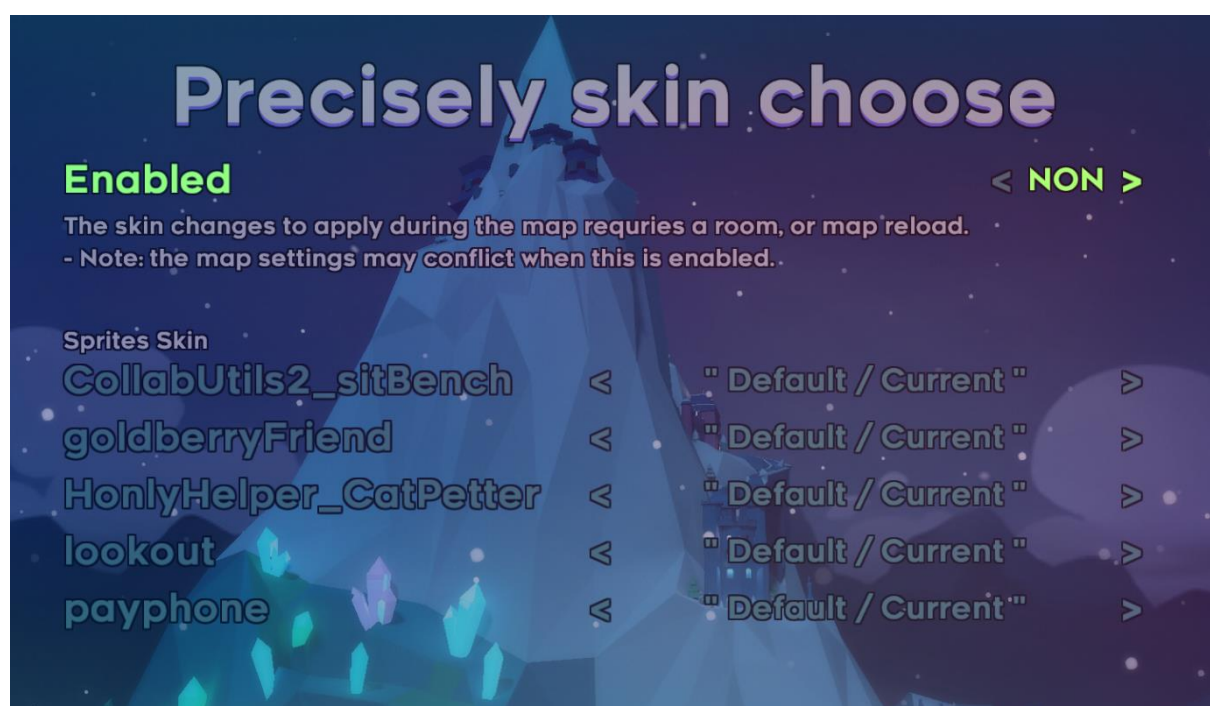 Precisely skin choose
Enabled < NON >
The skin changes to apply during the map requries a room, or map reload.
- Note: the map settings may conflict when this is enabled.
Sprites Skin
CollabUtils2_sitBench < " Default / Current " >
goldberryFriend < " Default / Current " >
HonlyHelper_CatPetter < " Default / Current " >
lookout < " Default / Current " >
payphone < " Default / Current " >